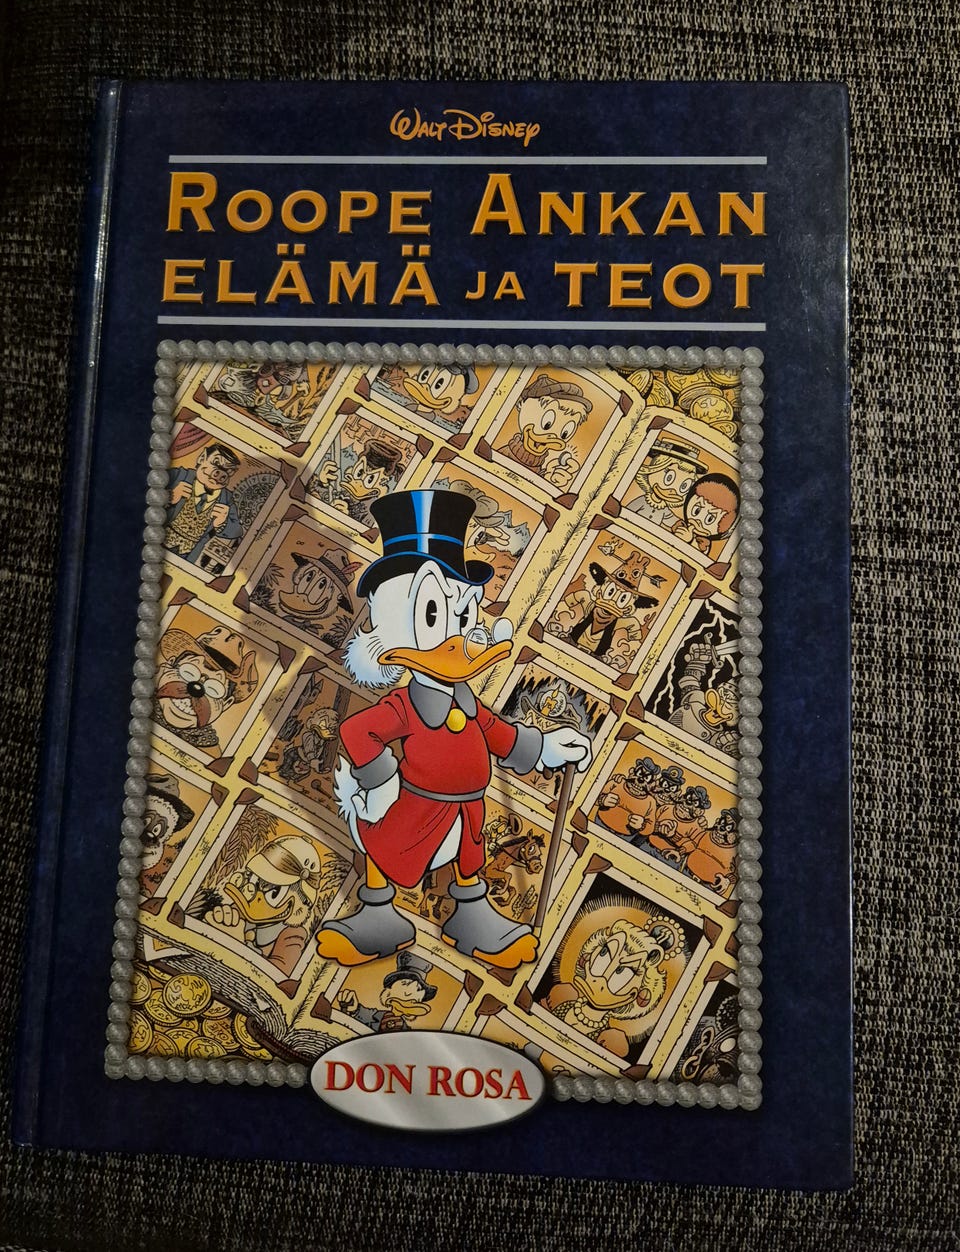 WALT DISNEY
ROOPE ANKAN
ELÄMÄ JA TEOT
DON ROSA